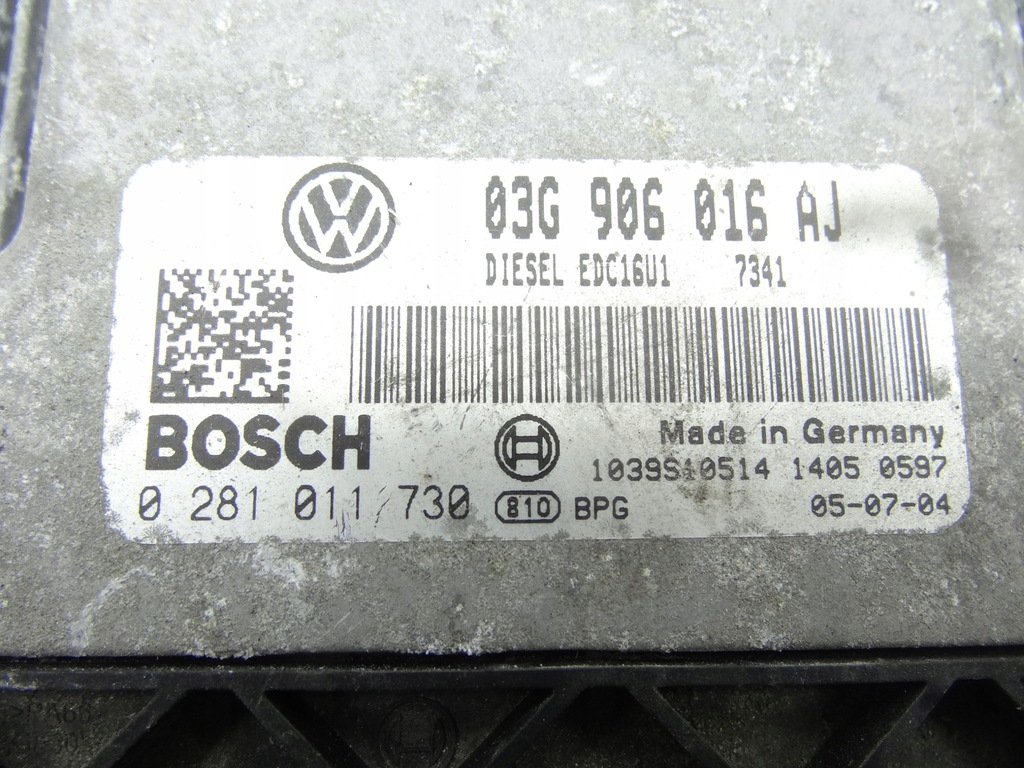 03G 906 016 AJ
DIESEL EDC16U1 7341
BOSCH
Made in Germany
1039S10514 1405 0597
0 281 011 730 810 BPG 05-07-04
>PA66